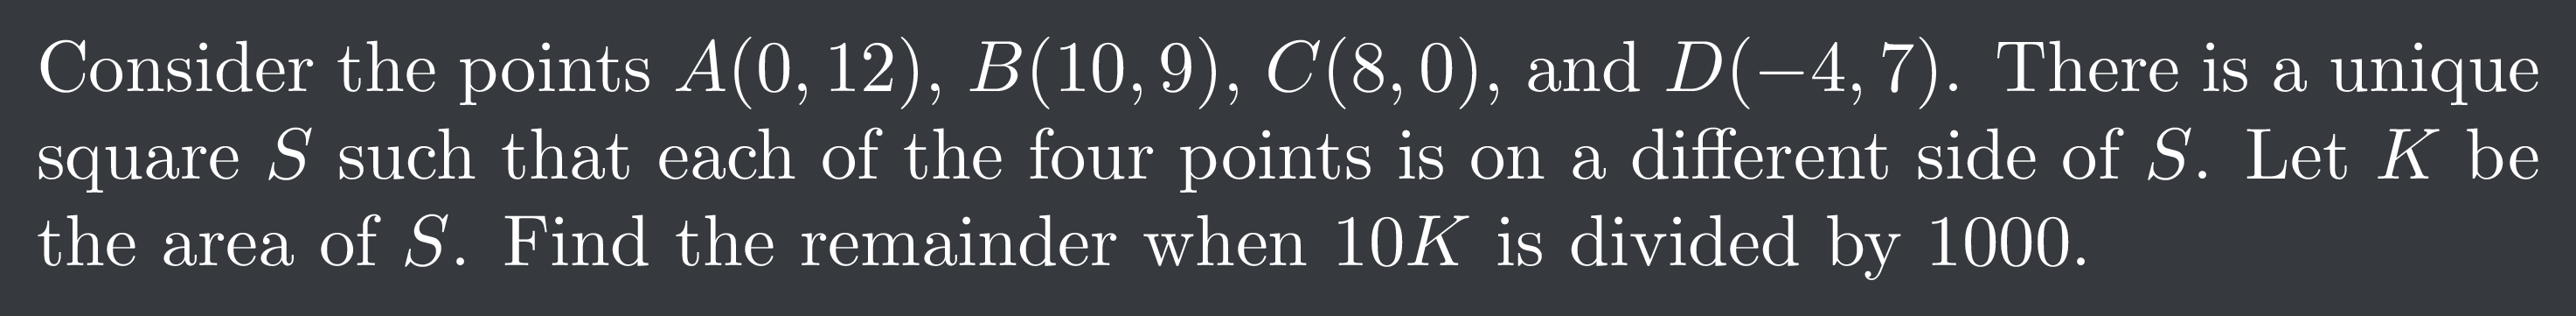 Consider the points A(0, 12), B(10, 9), C(8, 0), and D(−4, 7). There is a unique
square S such that each of the four points is on a different side of S. Let K be
the area of S. Find the remainder when 10K is divided by 1000.